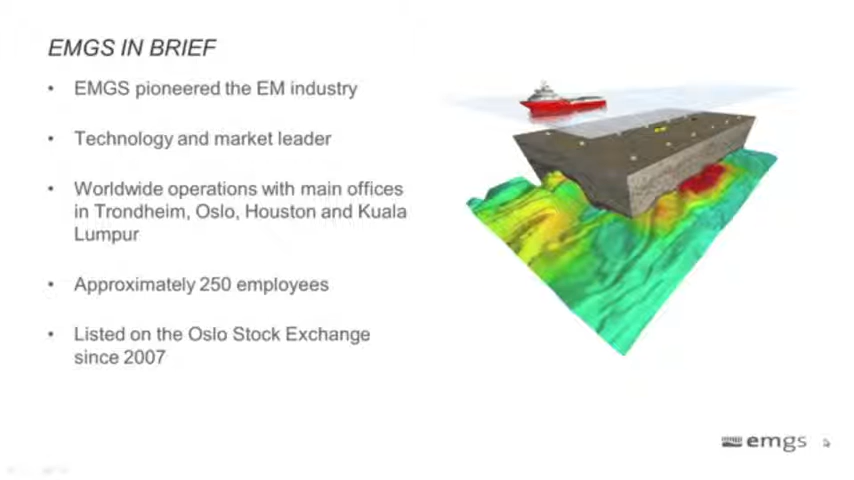 EMGS IN BRIEF
• EMGS pioneered the EM industry
• Technology and market leader
• Worldwide operations with main offices
in Trondheim, Oslo, Houston and Kuala
Lumpur
• Approximately 250 employees
• Listed on the Oslo Stock Exchange
since 2007
emgs